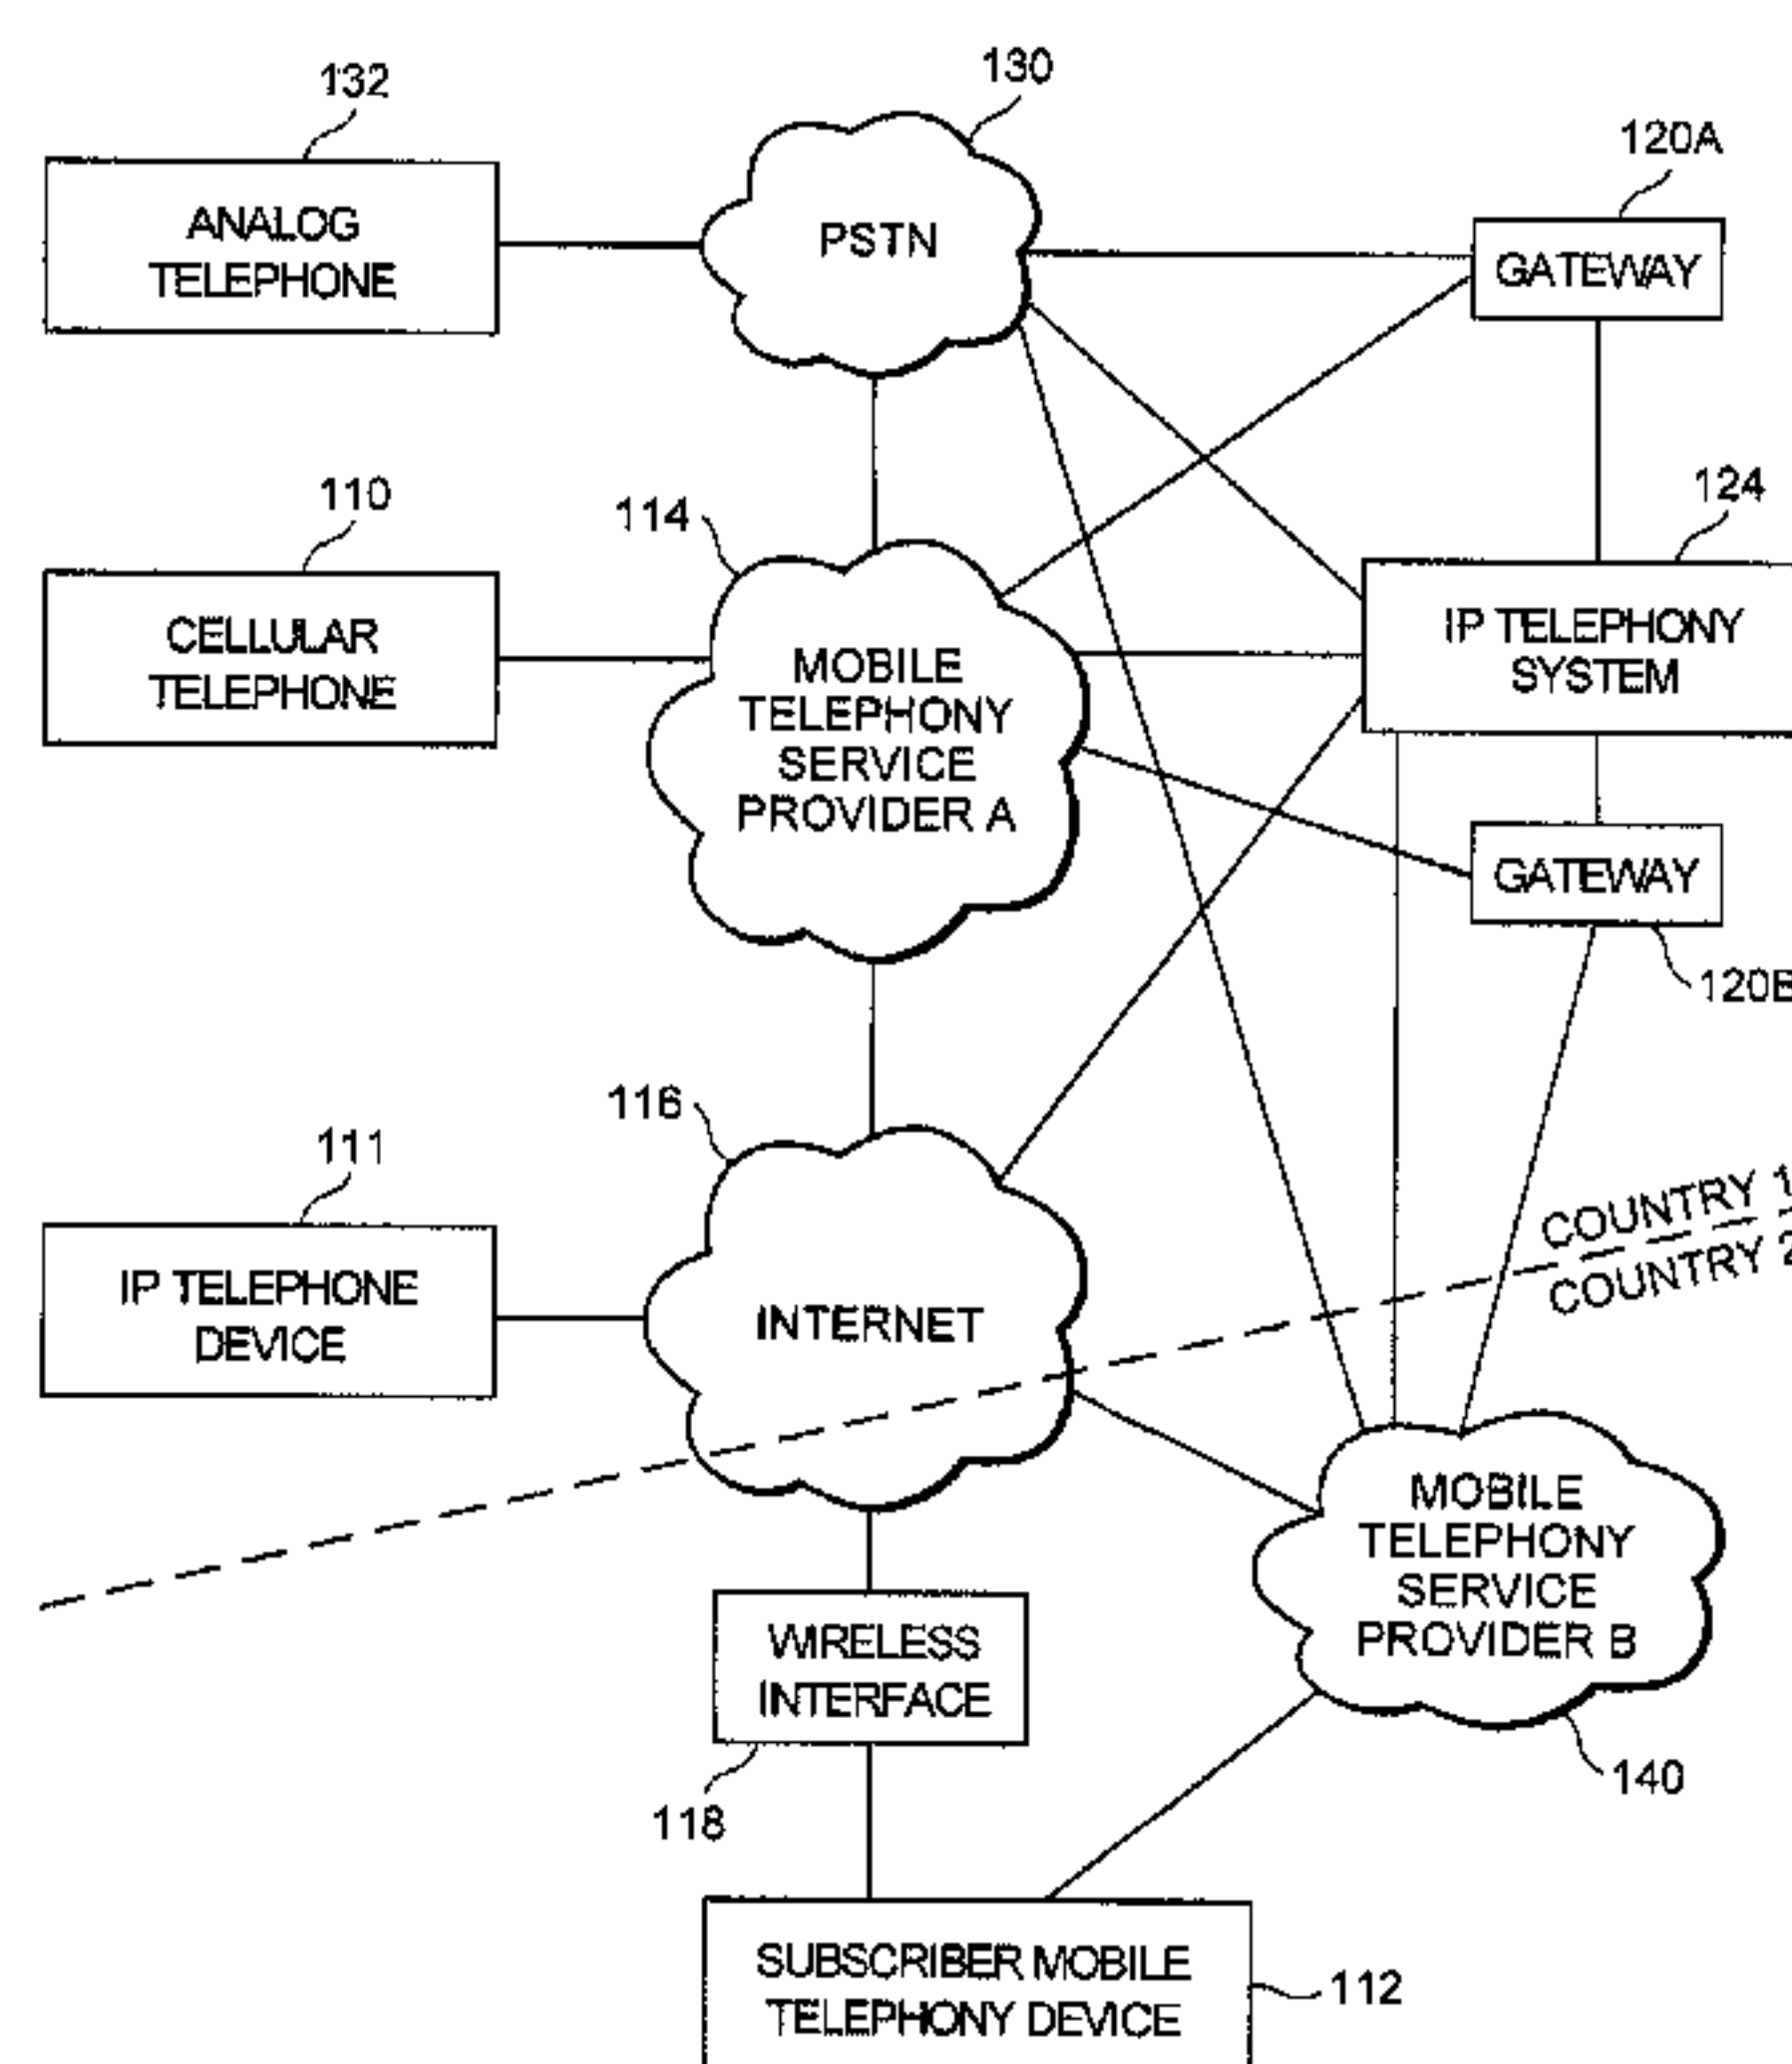 132
130
120A
ANALOG
TELEPHONE
PSTN
GATEWAY
110
114
124
CELLULAR
TELEPHONE
MOBILE
TELEPHONY
SERVICE
PROVIDER A
IP TELEPHONY
SYSTEM
GATEWAY
120B
116
111
IP TELEPHONE
DEVICE
INTERNET
COUNTRY 1
COUNTRY 2
MOBILE
TELEPHONY
SERVICE
PROVIDER B
WIRELESS
INTERFACE
140
118
SUBSCRIBER MOBILE
TELEPHONY DEVICE
112